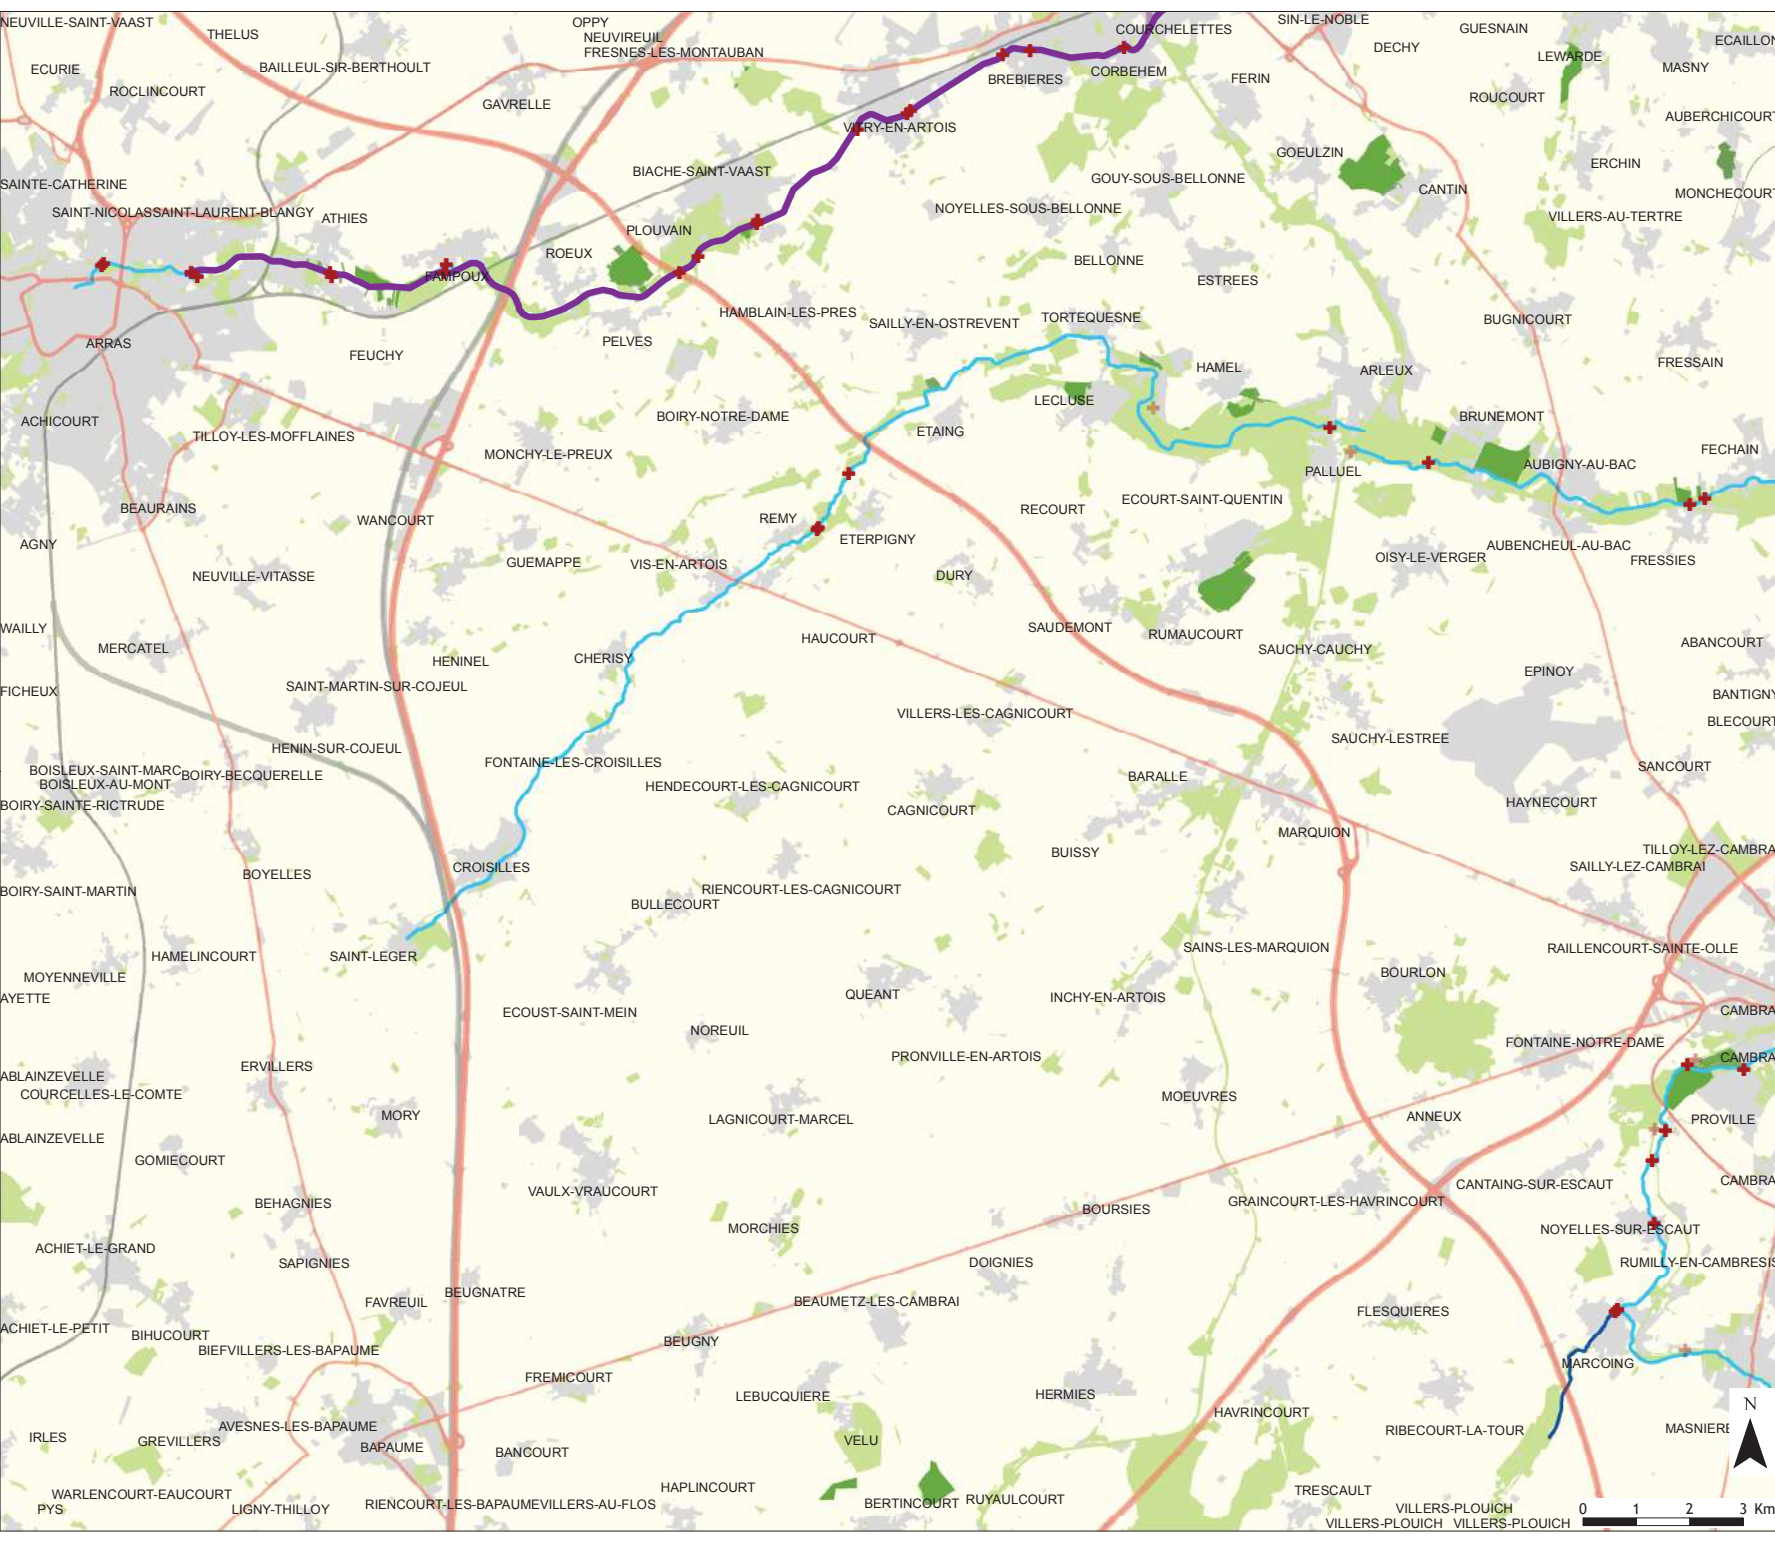 NEUVILLE-SAINT-VAAST
THELUS
OPPY
NEUVIREUIL
FRESNES-LES-MONTAUBAN
COURCHELETTES
SIN-LE-NOBLE
GUESNAIN
DECHY
LEWARDE
ECAILLON
MASNY
ECURIE
BAILLEUL-SIR-BERTHOULT
ROCLINCOURT
GAVRELLE
BREBIERES
CORBEHEM
FERIN
ROUCOURT
AUBERCHICOURT
VITRY-EN-ARTOIS
GOEULZIN
ERCHIN
SAINTE-CATHERINE
BIACHE-SAINT-VAAST
GOUY-SOUS-BELLONNE
CANTIN
MONCHECOURT
SAINT-NICOLASSAINT-LAURENT-BLANGY
ATHIES
NOYELLES-SOUS-BELLONNE
VILLERS-AU-TERTRE
PLOUVAIN
ROEUX
BELLONNE
ESTREES
FAMPOUX
HAMBLAIN-LES-PRES
SAILLY-EN-OSTREVENT
TORTEQUESNE
BUGNICOURT
ARRAS
FEUCHY
PELVES
HAMEL
ARLEUX
FRESSAIN
LECLUSE
ACHICOURT
TILLOY-LES-MOFFLAINES
BOIRY-NOTRE-DAME
ETAING
BRUNEMONT
MONCHY-LE-PREUX
PALLUEL
AUBIGNY-AU-BAC
FECHAIN
BEAURAINS
WANCOURT
REMY
RECOURT
ECOURT-SAINT-QUENTIN
AGNY
ETERPIGNY
AUBENCHEUL-AU-BAC
OISY-LE-VERGER
FRESSIES
NEUVILLE-VITASSE
GUEMAPPE
VIS-EN-ARTOIS
DURY
WAILLY
MERCATEL
HENINEL
CHERISY
HAUCOURT
SAUDEMONT
RUMAUCOURT
SAUCHY-CAUCHY
ABANCOURT
EPINOY
FICHEUX
SAINT-MARTIN-SUR-COJEUL
BANTIGNY
VILLERS-LES-CAGNICOURT
BLECOURT
HENIN-SUR-COJEUL
SAUCHY-LESTREE
BOISLEUX-SAINT-MARC
BOIRY-BECQUERELLE
FONTAINE-LES-CROISILLES
SANCOURT
BOISLEUX-AU-MONT
HENDECOURT-LES-CAGNICOURT
BARALLE
BOIRY-SAINTE-RICTRUDE
CAGNICOURT
HAYNECOURT
MARQUION
BUISSY
TILLOY-LEZ-CAMBRA
SAILLY-LEZ-CAMBRAI
BOYELLES
CROISILLES
BOIRY-SAINT-MARTIN
BULLECOURT
RIENCOURT-LES-CAGNICOURT
HAMELINCOURT
SAINT-LEGER
SAINS-LES-MARQUION
RAILLENCOURT-SAINTE-OLLE
MOYENNEVILLE
BOURLON
AYETTE
QUEANT
INCHY-EN-ARTOIS
ECOUST-SAINT-MEIN
CAMBRA
NOREUIL
FONTAINE-NOTRE-DAME
PRONVILLE-EN-ARTOIS
CAMBRA
ERVILLERS
ABLAINZEVELLE
COURCELLES-LE-COMTE
MOEUVRES
MORY
LAGNICOURT-MARCEL
ANNEUX
PROVILLE
ABLAINZEVELLE
GOMIECOURT
VAULX-VRAUCOURT
CANTAING-SUR-ESCAUT
CAMBRA
BEHAGNIES
BOURSIES
GRAINCOURT-LES-HAVRINCOURT
MORCHIES
NOYELLES-SUR-ESCAUT
ACHIET-LE-GRAND
SAPIGNIES
DOIGNIES
RUMILLY-EN-CAMBRESIS
FAVREUIL
BEUGNATRE
BEAUMETZ-LES-CAMBRAI
FLESQUIERES
ACHIET-LE-PETIT
BIHUCOURT
BEUGNY
BIEFVILLERS-LES-BAPAUME
MARCOING
FREMICOURT
LEBUCQUIERE
HERMIES
HAVRINCOURT
N
IRLES
GREVILLERS
AVESNES-LES-BAPAUME
BAPAUME
BANCOURT
VELU
RIBECOURT-LA-TOUR
MASNIERE
WARLENCOURT-EAUCOURT
PYS
LIGNY-THILLOY
RIENCOURT-LES-BAPAUMEVILLERS-AU-FLOS
HAPLINCOURT
BERTINCOURT
RUYAULCOURT
TRESCAULT
VILLERS-PLOUICH
VILLERS-PLOUICH VILLERS-PLOUICH
0 1 2 3 Km